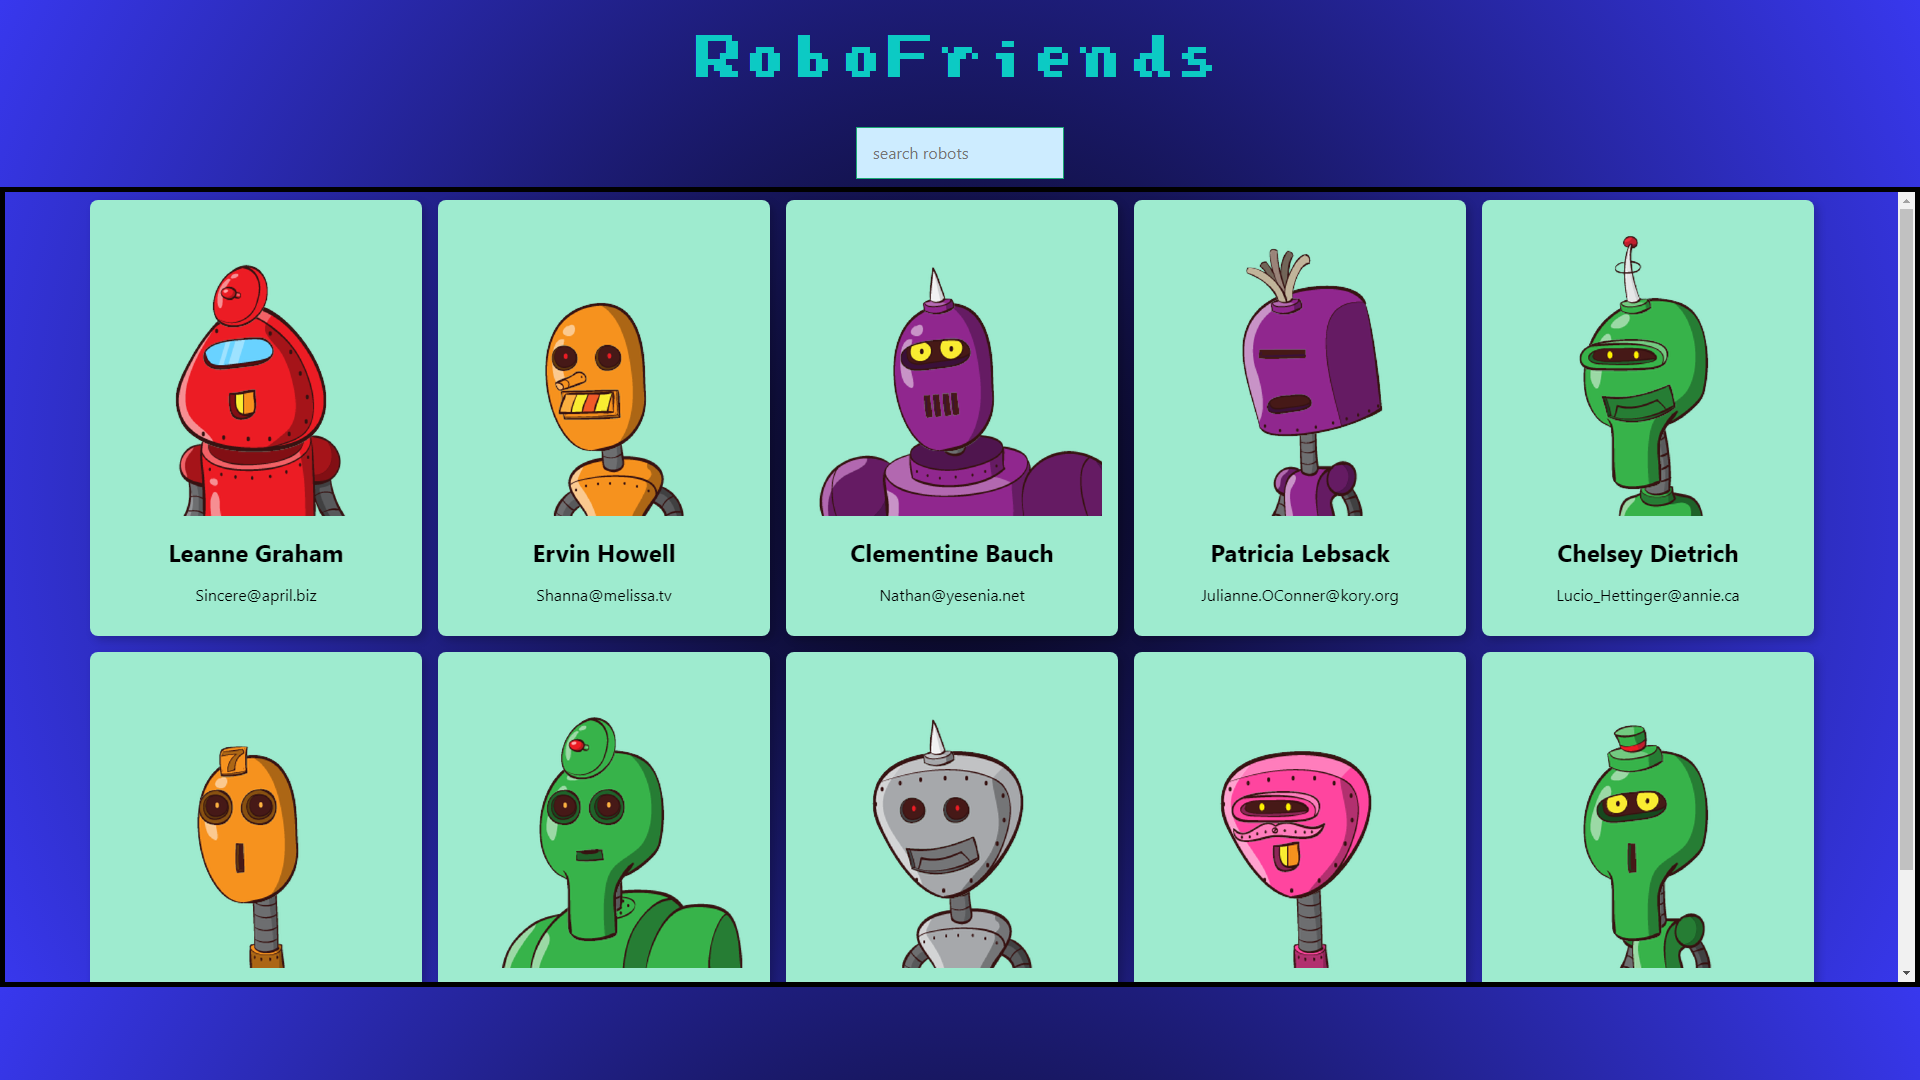 RoboFriends
search robots
Leanne Graham
Sincere@april.biz
Ervin Howell
Shanna@melissa.tv
Clementine Bauch
Nathan@yesenia.net
Patricia Lebsack
Julianne.OConner@kory.org
Chelsey Dietrich
Lucio_Hettinger@annie.ca
7